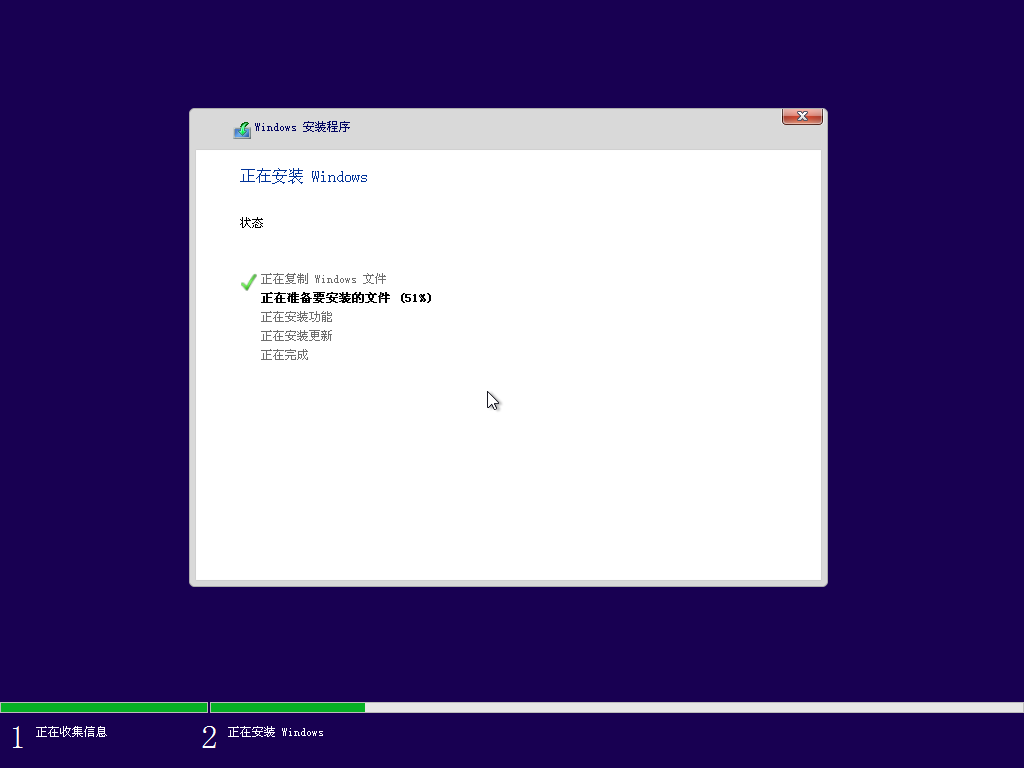 Windows 安装程序
正在安装 Windows
状态
正在复制 Windows 文件
正在准备要安装的文件 (51%)
正在安装功能
正在安装更新
正在完成
1 正在收集信息
2 正在安装 Windows